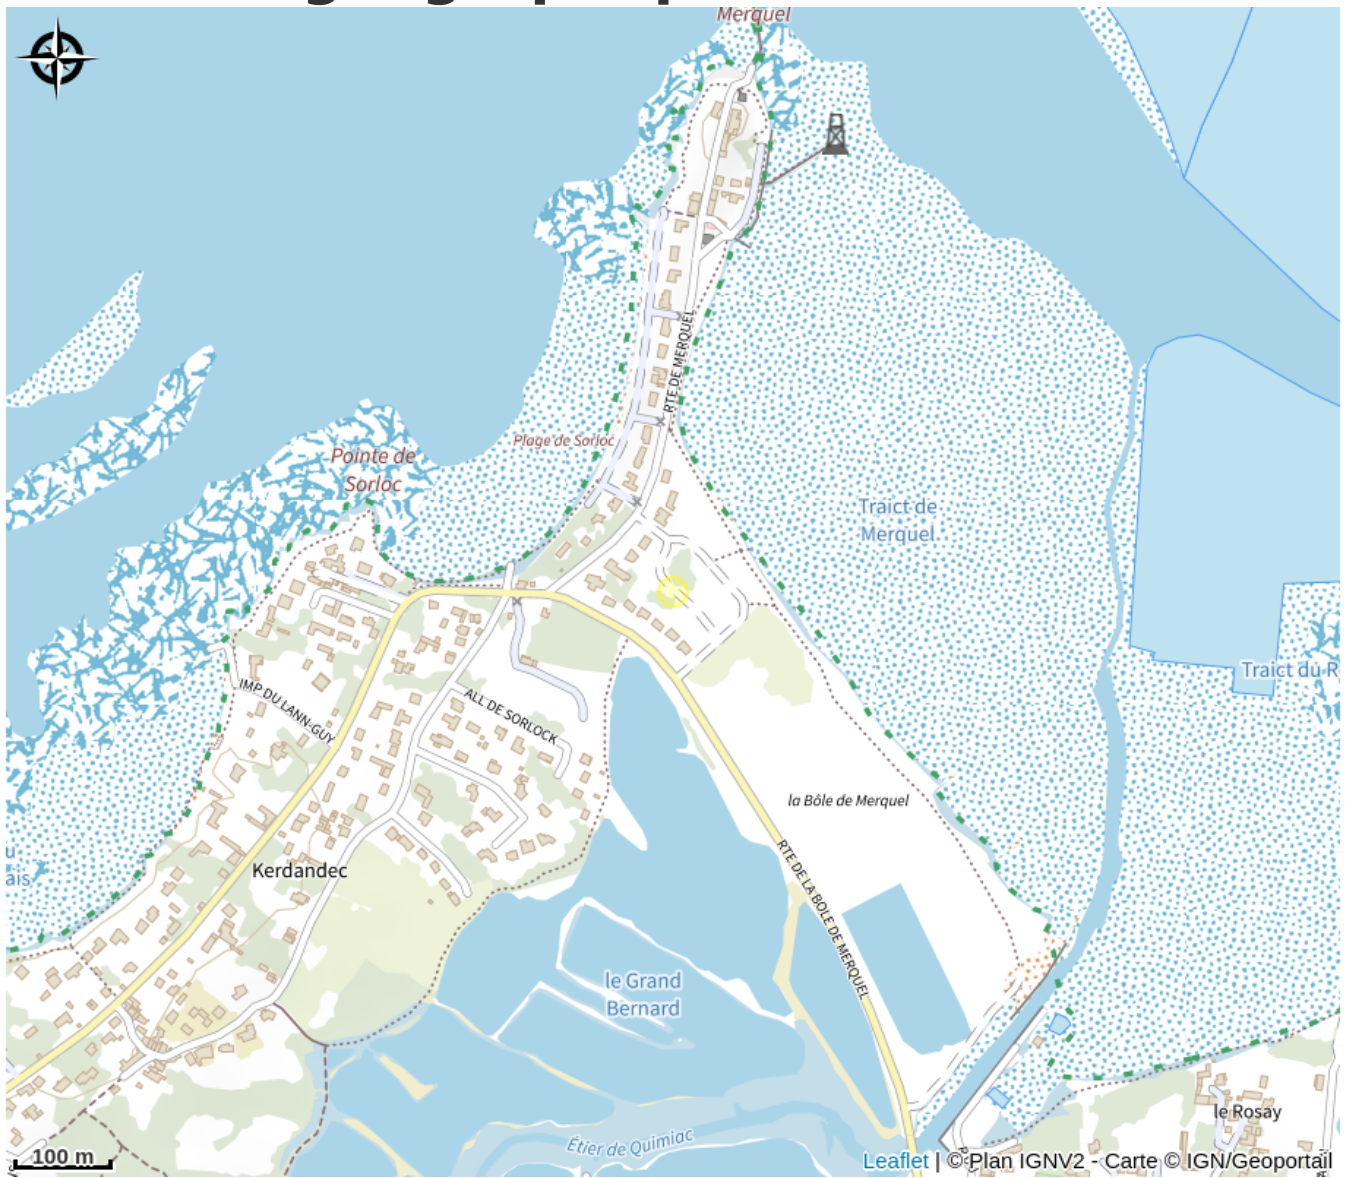 Merquel
RTE DE MERQUEL
Plage de Sorloc
Pointe de
Sorloc
Traict de
Merquel
Traict du R
IMP DU LANN-GUY
ALL DE SORLOCK
la Bôle de Merquel
RTE DE LA BOLE DE MERQUEL
Kerdandec
ais
le Grand
Bernard
le Rosay
Étier de Quimiac
100 m
Leaflet | © Plan IGNV2 - Carte © IGN/Geoportail